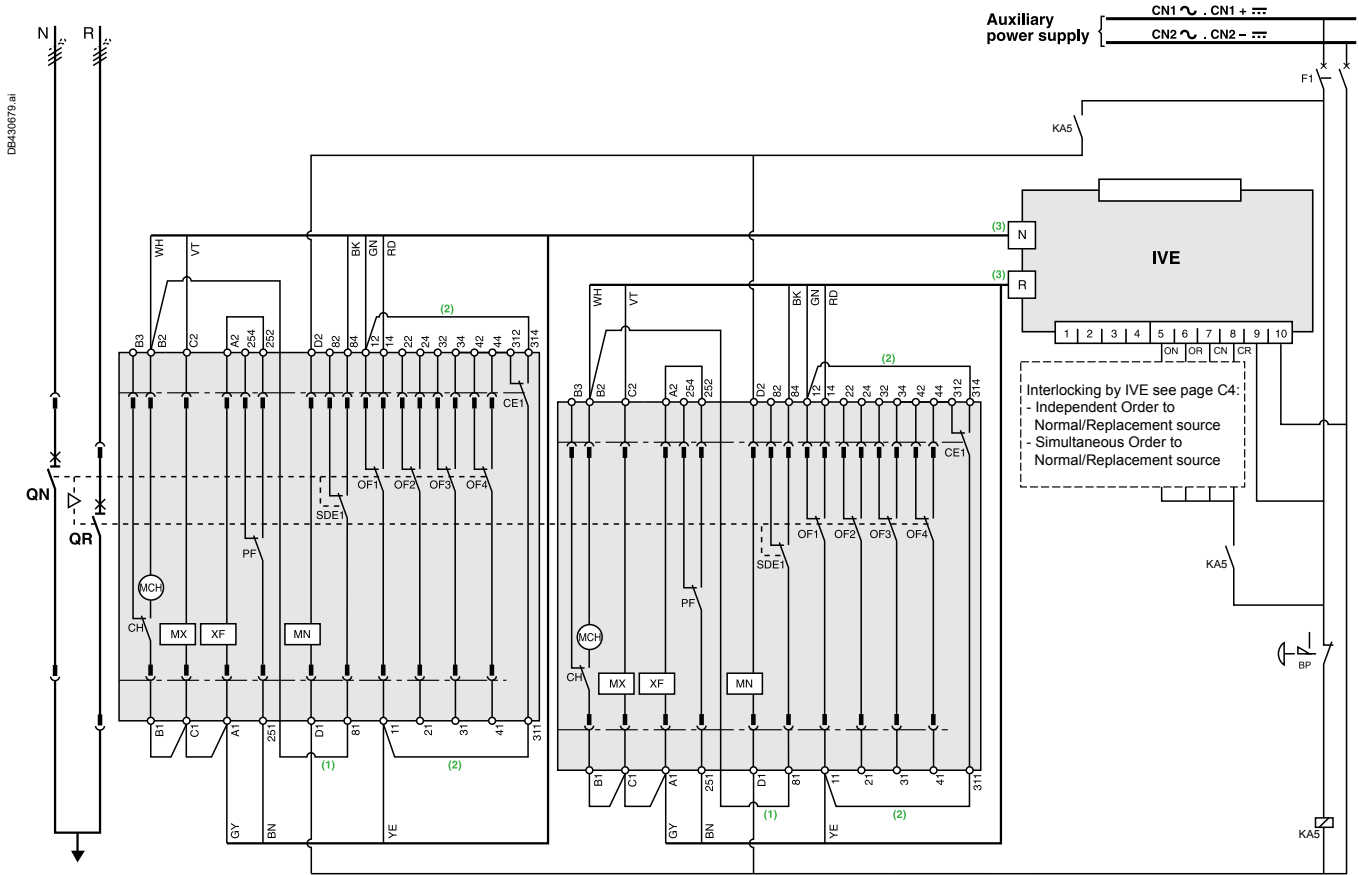 DB430679.ai
N R
Auxiliary
power supply {
CN1 ∿ . CN1 + ⎓
CN2 ∿ . CN2 – ⎓
F1
KA5
(3) N
(3) R
IVE
1 2 3 4 5 6 7 8 9 10
ON OR CN CR
Interlocking by IVE see page C4:
- Independent Order to
Normal/Replacement source
- Simultaneous Order to
Normal/Replacement source
KA5
BP
KA5
QN
QR
WH VT BK GN RD
(2)
B3 B2 C2 A2 254 252 D2 82 84 12 14 22 24 32 34 42 44 312 314
CE1
OF1 OF2 OF3 OF4
SDE1
PF
MCH
CH
MX XF MN
B1 C1 A1 251 D1 81 11 21 31 41 311
(1) (2)
GY BN YE
WH VT BK GN RD
(2)
B3 B2 C2 A2 254 252 D2 82 84 12 14 22 24 32 34 42 44 312 314
CE1
OF1 OF2 OF3 OF4
SDE1
PF
MCH
CH
MX XF MN
B1 C1 A1 251 D1 81 11 21 31 41 311
(1) (2)
GY BN YE